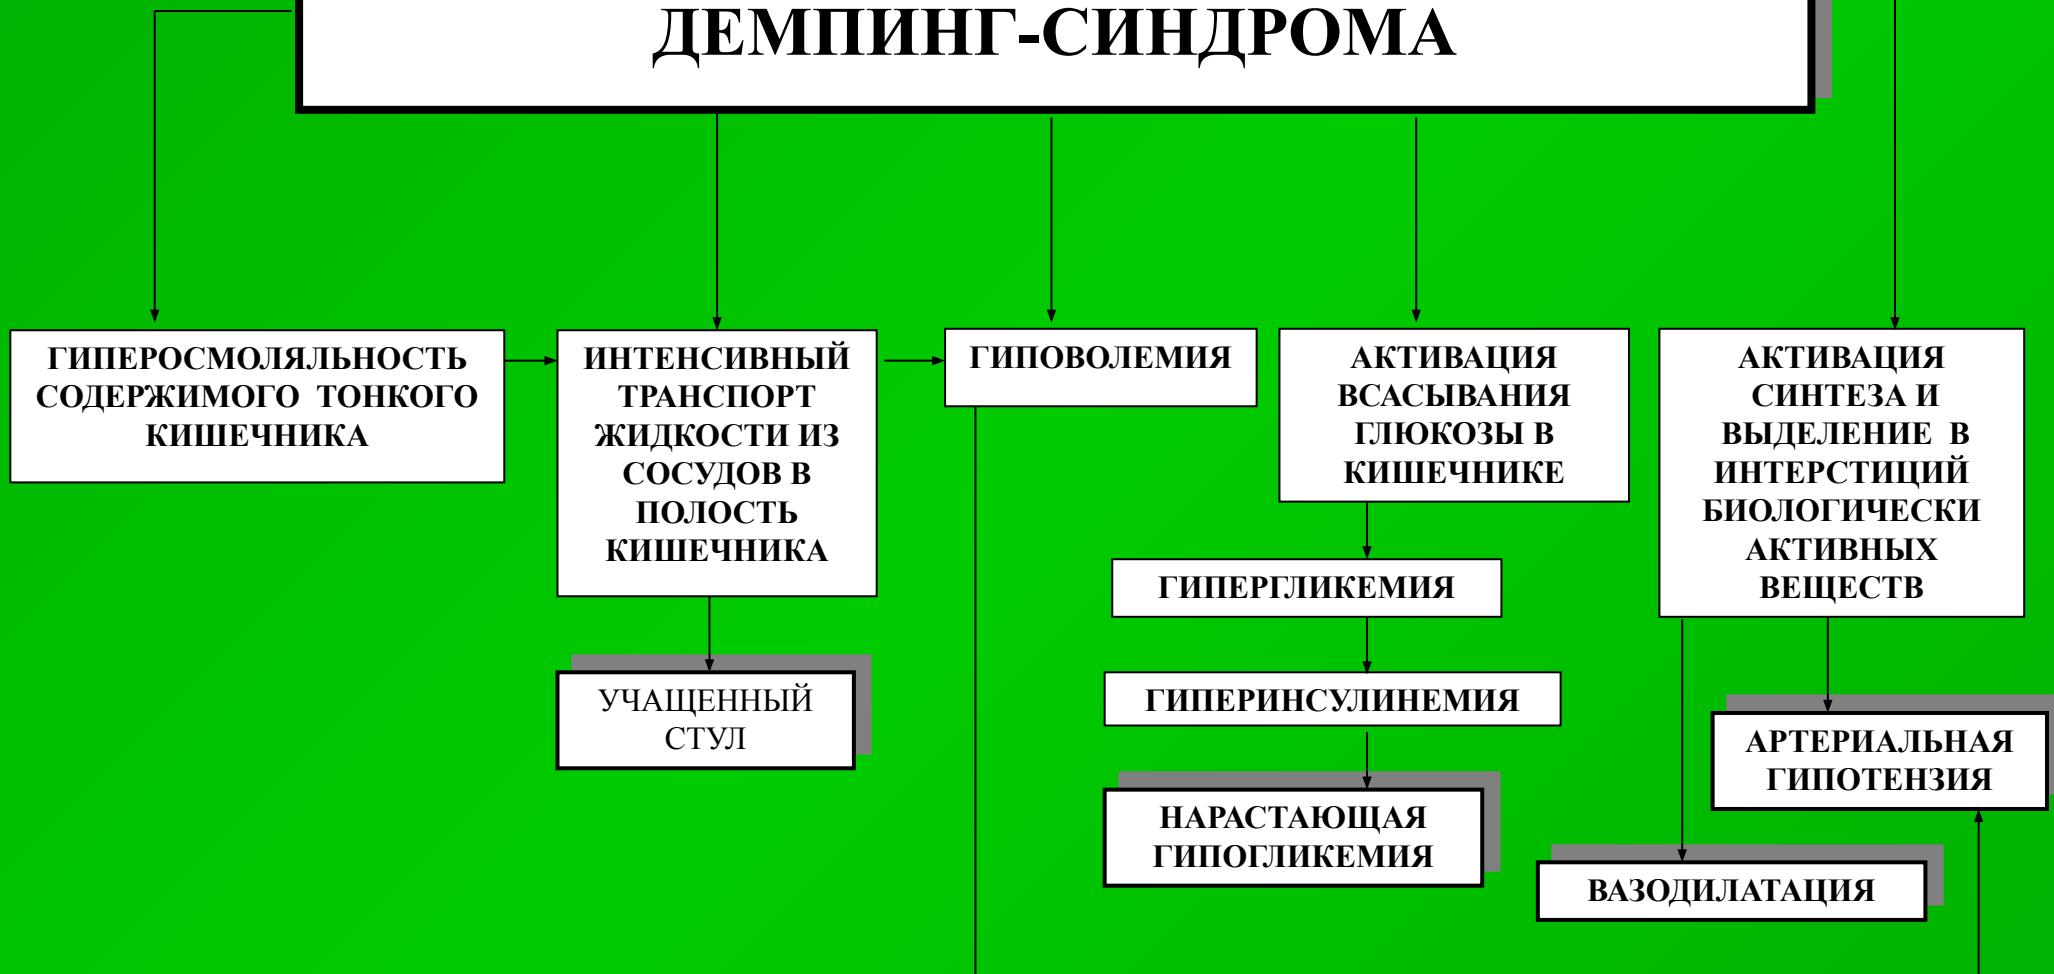 ДЕМПИНГ-СИНДРОМА
ГИПЕРОСМОЛЯЛЬНОСТЬ
СОДЕРЖИМОГО ТОНКОГО
КИШЕЧНИКА
ИНТЕНСИВНЫЙ
ТРАНСПОРТ
ЖИДКОСТИ ИЗ
СОСУДОВ В
ПОЛОСТЬ
КИШЕЧНИКА
ГИПОВОЛЕМИЯ
АКТИВАЦИЯ
ВСАСЫВАНИЯ
ГЛЮКОЗЫ В
КИШЕЧНИКЕ
АКТИВАЦИЯ
СИНТЕЗА И
ВЫДЕЛЕНИЕ В
ИНТЕРСТИЦИЙ
БИОЛОГИЧЕСКИ
АКТИВНЫХ
ВЕЩЕСТВ
ГИПЕРГЛИКЕМИЯ
УЧАЩЕННЫЙ
СТУЛ
ГИПЕРИНСУЛИНЕМИЯ
АРТЕРИАЛЬНАЯ
ГИПОТЕНЗИЯ
НАРАСТАЮЩАЯ
ГИПОГЛИКЕМИЯ
ВАЗОДИЛАТАЦИЯ